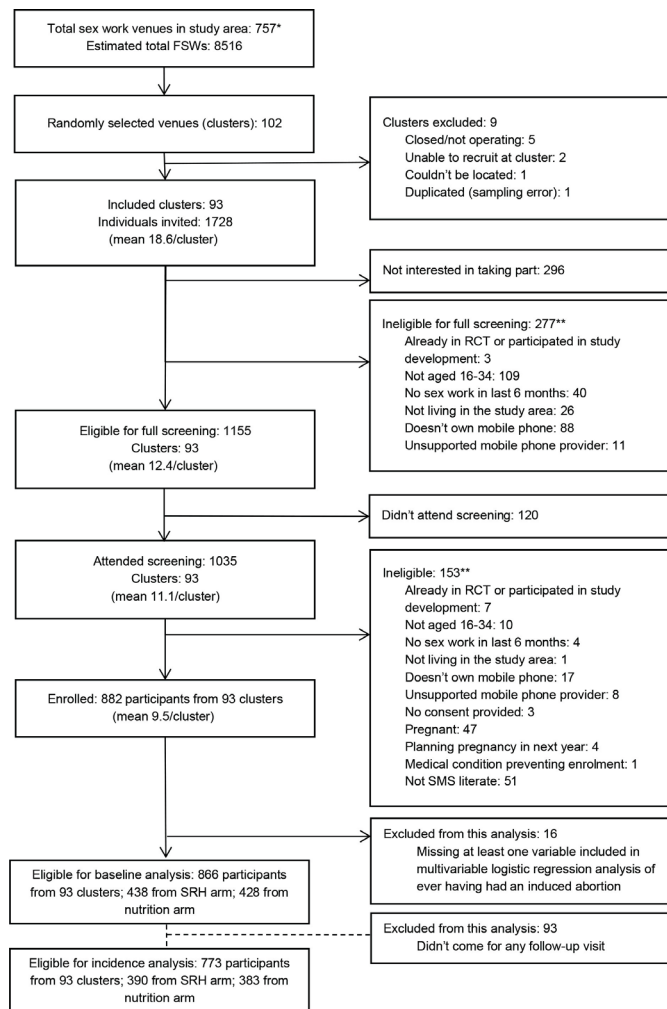 Total sex work venues in study area: 757*
Estimated total FSWs: 8516
Randomly selected venues (clusters): 102
Clusters excluded: 9
Closed/not operating: 5
Unable to recruit at cluster: 2
Couldn't be located: 1
Duplicated (sampling error): 1
Included clusters: 93
Individuals invited: 1728
(mean 18.6/cluster)
Not interested in taking part: 296
Ineligible for full screening: 277**
Already in RCT or participated in study
development: 3
Not aged 16-34: 109
No sex work in last 6 months: 40
Not living in the study area: 26
Doesn't own mobile phone: 88
Unsupported mobile phone provider: 11
Eligible for full screening: 1155
Clusters: 93
(mean 12.4/cluster)
Didn't attend screening: 120
Attended screening: 1035
Clusters: 93
(mean 11.1/cluster)
Ineligible: 153**
Already in RCT or participated in study
development: 7
Not aged 16-34: 10
No sex work in last 6 months: 4
Not living in the study area: 1
Doesn't own mobile phone: 17
Unsupported mobile phone provider: 8
No consent provided: 3
Pregnant: 47
Planning pregnancy in next year: 4
Medical condition preventing enrolment: 1
Not SMS literate: 51
Enrolled: 882 participants from 93 clusters
(mean 9.5/cluster)
Excluded from this analysis: 16
Missing at least one variable included in
multivariable logistic regression analysis of
ever having had an induced abortion
Eligible for baseline analysis: 866 participants
from 93 clusters; 438 from SRH arm; 428 from
nutrition arm
Excluded from this analysis: 93
Didn't come for any follow-up visit
Eligible for incidence analysis: 773 participants
from 93 clusters; 390 from SRH arm; 383 from
nutrition arm